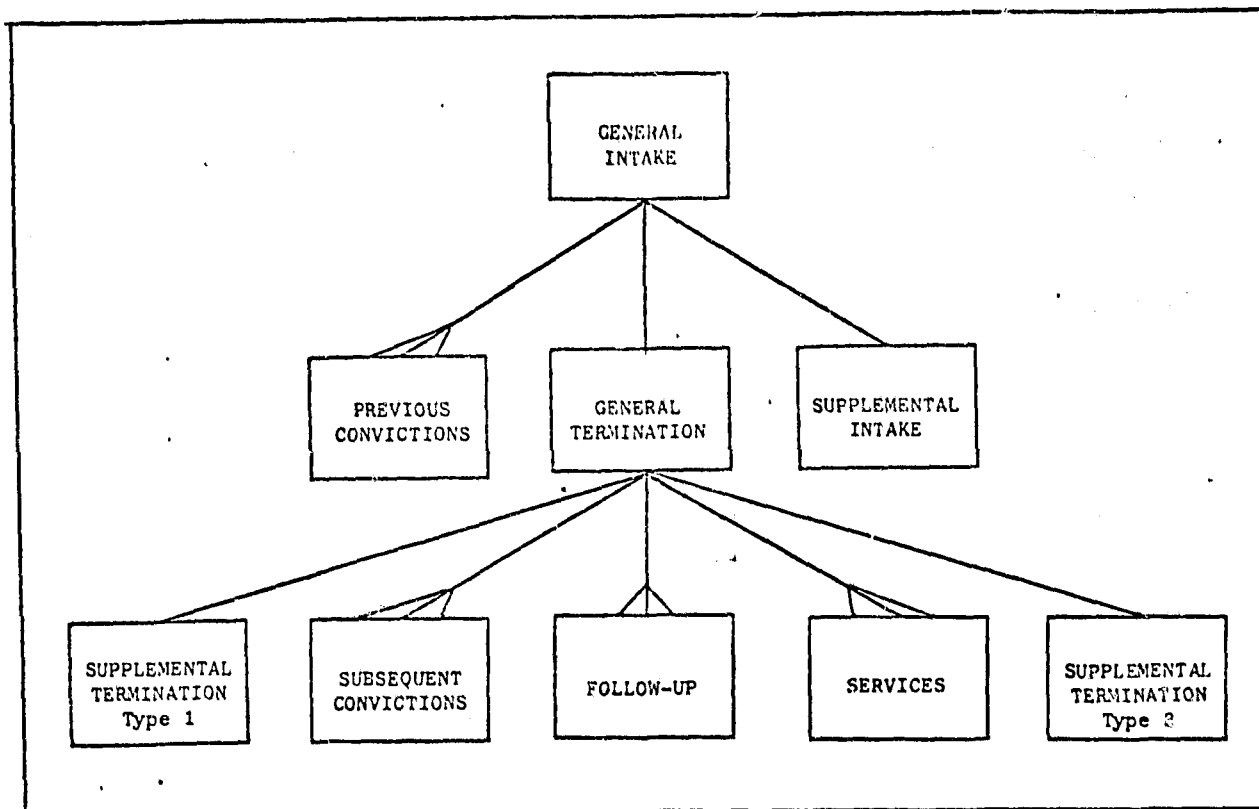 GENERAL
INTAKE
PREVIOUS
CONVICTIONS
GENERAL
TERMINATION
SUPPLEMENTAL
INTAKE
SUPPLEMENTAL
TERMINATION
Type 1
SUBSEQUENT
CONVICTIONS
FOLLOW-UP
SERVICES
SUPPLEMENTAL
TERMINATION
Type